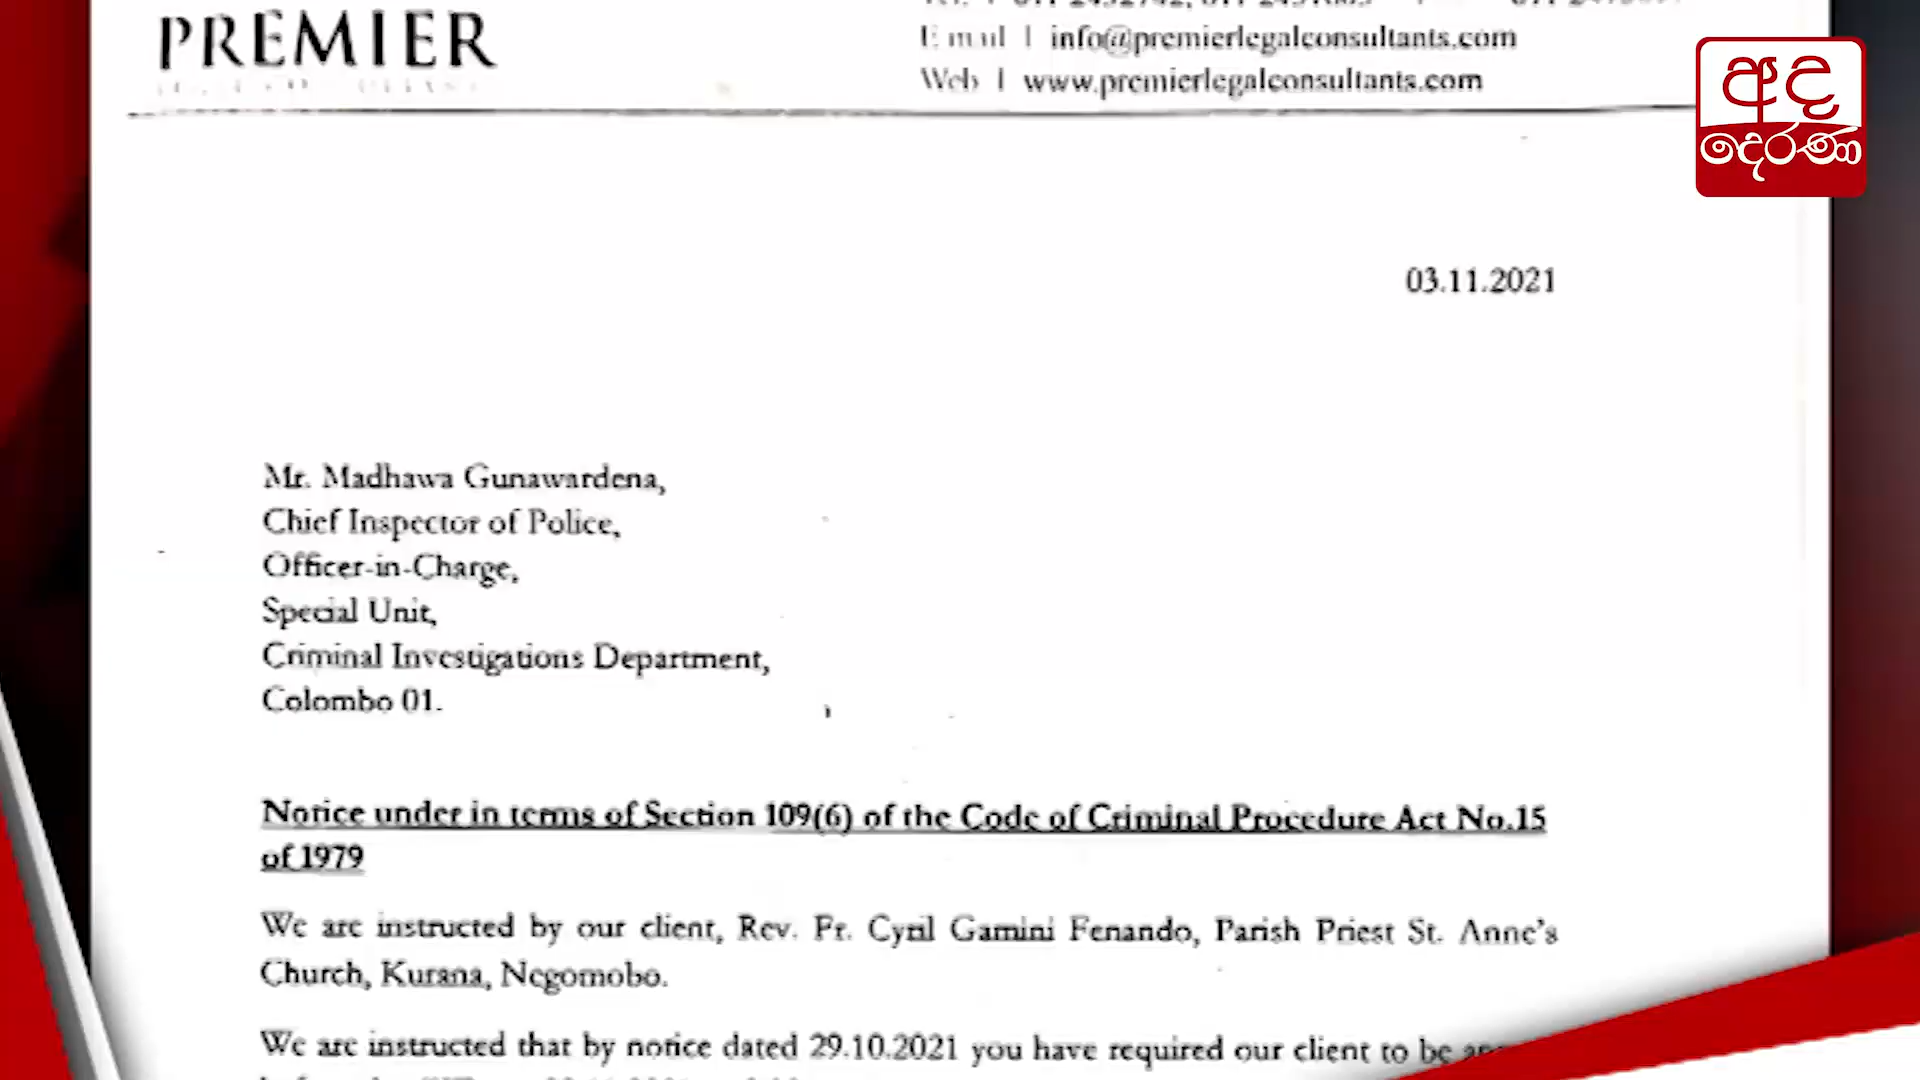 PREMIER
Email | info@premierlegalconsultants.com
Web | www.premierlegalconsultants.com
අද
දෙරණ
03.11.2021
Mr. Madhawa Gunawardena,
Chief Inspector of Police,
Officer-in-Charge,
Special Unit,
Criminal Investigations Department,
Colombo 01.
Notice under in terms of Section 109(6) of the Code of Criminal Procedure Act No.15
of 1979
We are instructed by our client, Rev. Fr. Cyril Gamini Fenando, Parish Priest St. Anne's
Church, Kurana, Negomobo.
We are instructed that by notice dated 29.10.2021 you have required our client to be